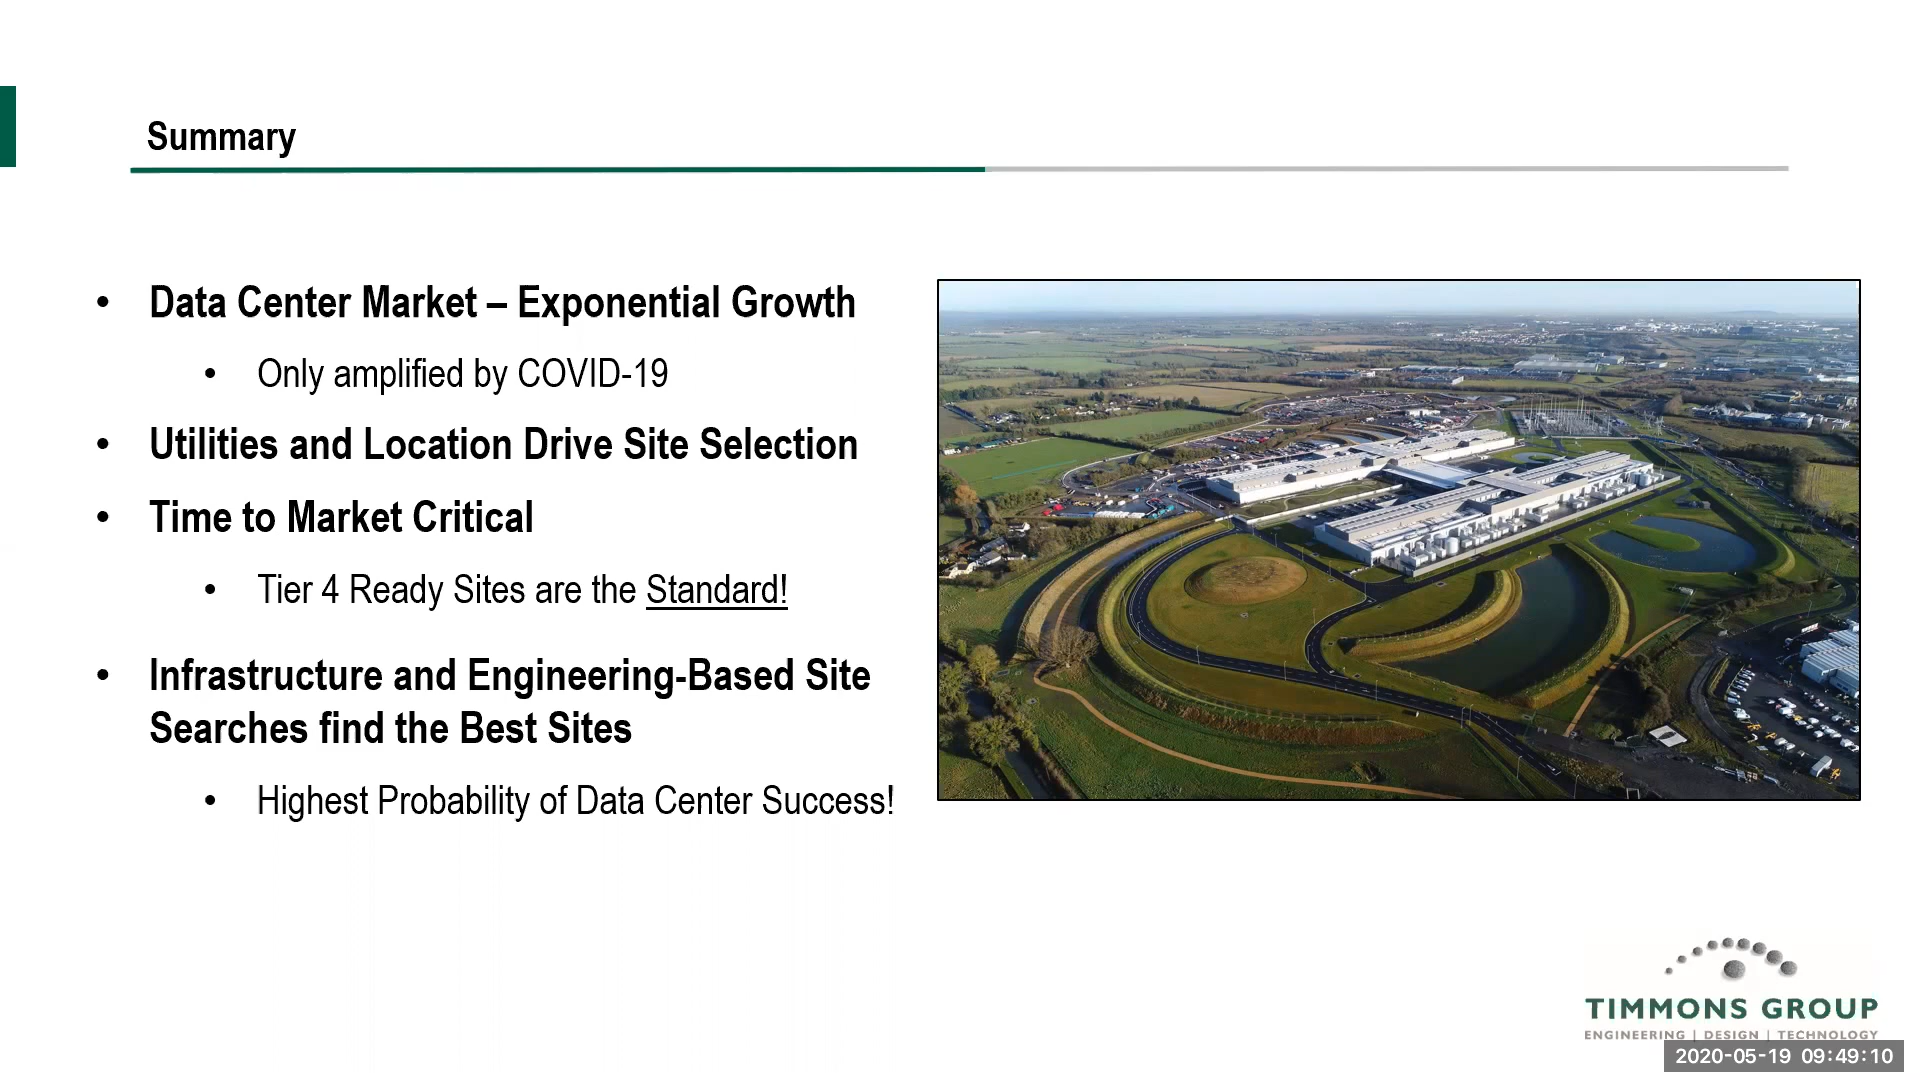 Summary
• Data Center Market – Exponential Growth
• Only amplified by COVID-19
• Utilities and Location Drive Site Selection
• Time to Market Critical
• Tier 4 Ready Sites are the Standard!
• Infrastructure and Engineering-Based Site
Searches find the Best Sites
• Highest Probability of Data Center Success!
TIMMONS GROUP
ENGINEERING | DESIGN | TECHNOLOGY
2020-05-19 09:49:10